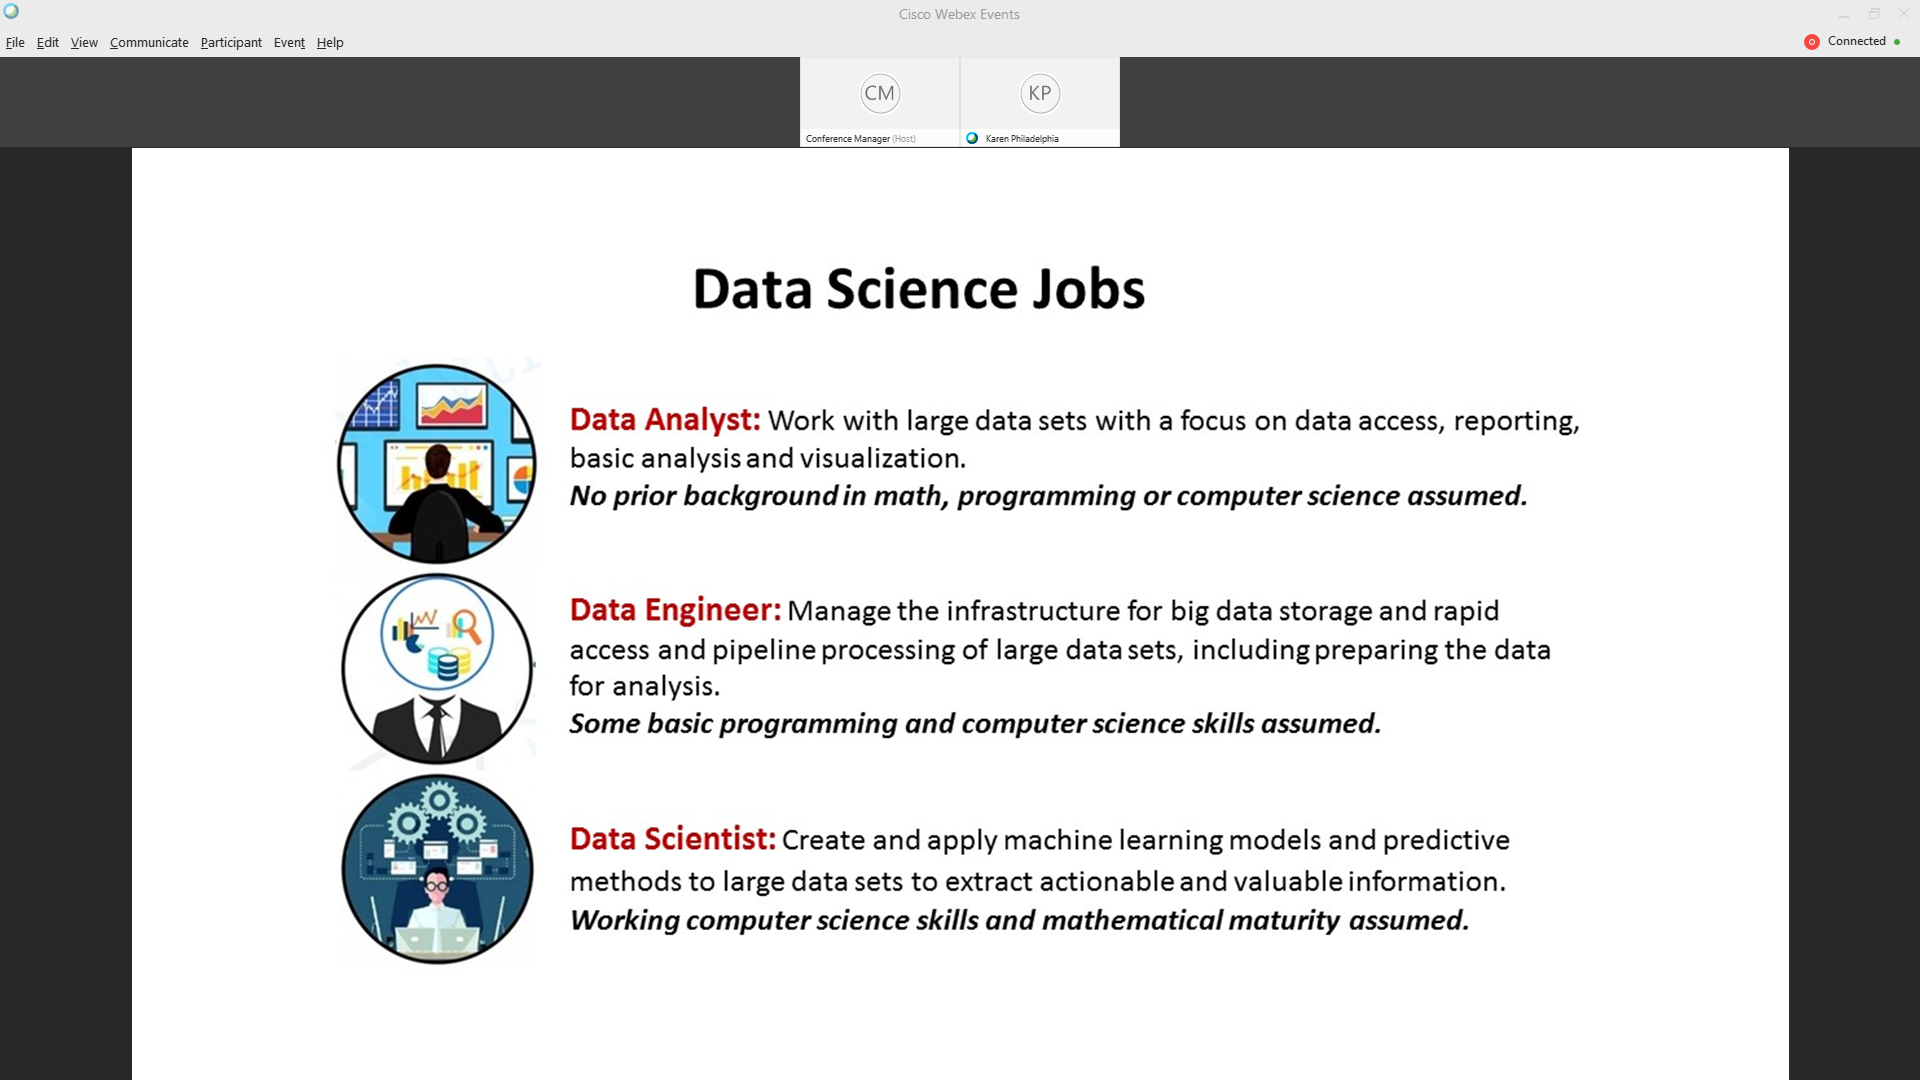 Cisco Webex Events
File Edit View Communicate Participant Event Help
Connected
CM
KP
Conference Manager (Host)
Karen Philadelphia
Data Science Jobs
Data Analyst: Work with large data sets with a focus on data access, reporting,
basic analysis and visualization.
No prior background in math, programming or computer science assumed.
Data Engineer: Manage the infrastructure for big data storage and rapid
access and pipeline processing of large data sets, including preparing the data
for analysis.
Some basic programming and computer science skills assumed.
Data Scientist: Create and apply machine learning models and predictive
methods to large data sets to extract actionable and valuable information.
Working computer science skills and mathematical maturity assumed.